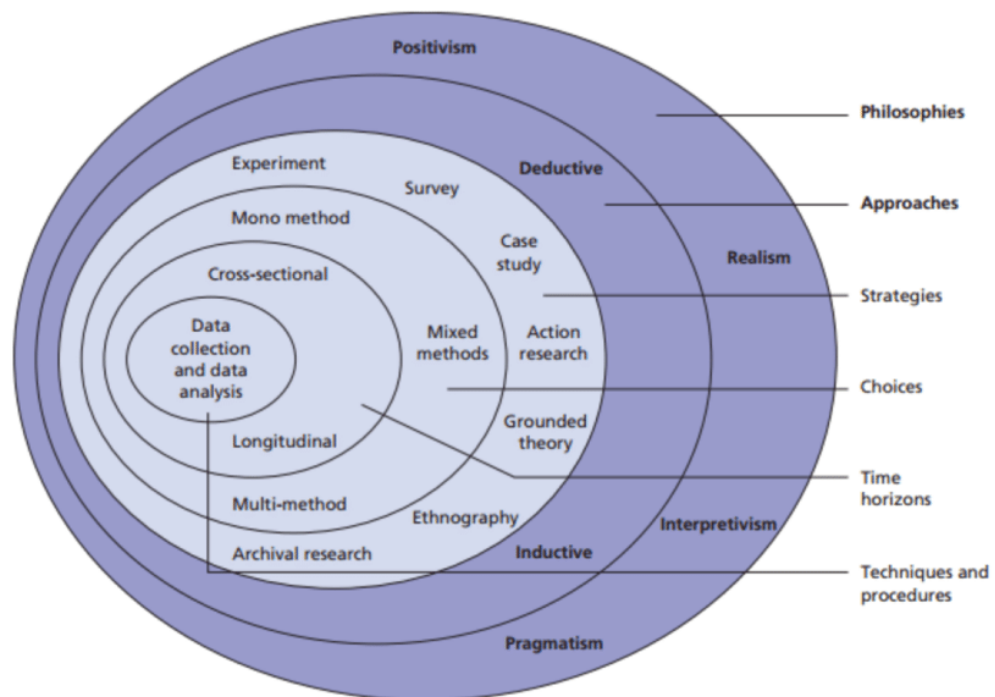 Positivism
Philosophies
Experiment
Deductive
Survey
Approaches
Mono method
Case
study
Realism
Cross-sectional
Strategies
Data
collection
and data
analysis
Mixed
methods
Action
research
Choices
Grounded
theory
Longitudinal
Time
horizons
Multi-method
Ethnography
Interpretivism
Archival research
Inductive
Techniques and
procedures
Pragmatism